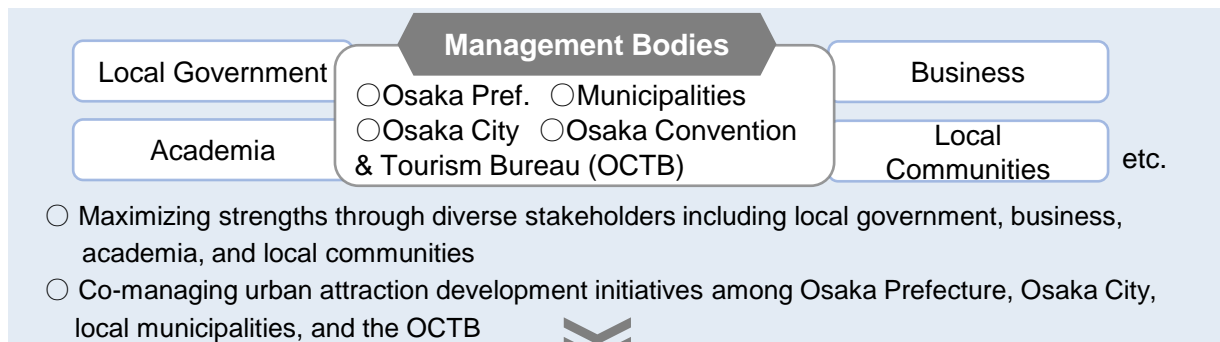 Management Bodies
Local Government
Academia
○Osaka Pref. ○Municipalities
○Osaka City ○Osaka Convention
& Tourism Bureau (OCTB)
Business
Local
Communities
etc.
○ Maximizing strengths through diverse stakeholders including local government, business,
academia, and local communities
○ Co-managing urban attraction development initiatives among Osaka Prefecture, Osaka City,
local municipalities, and the OCTB